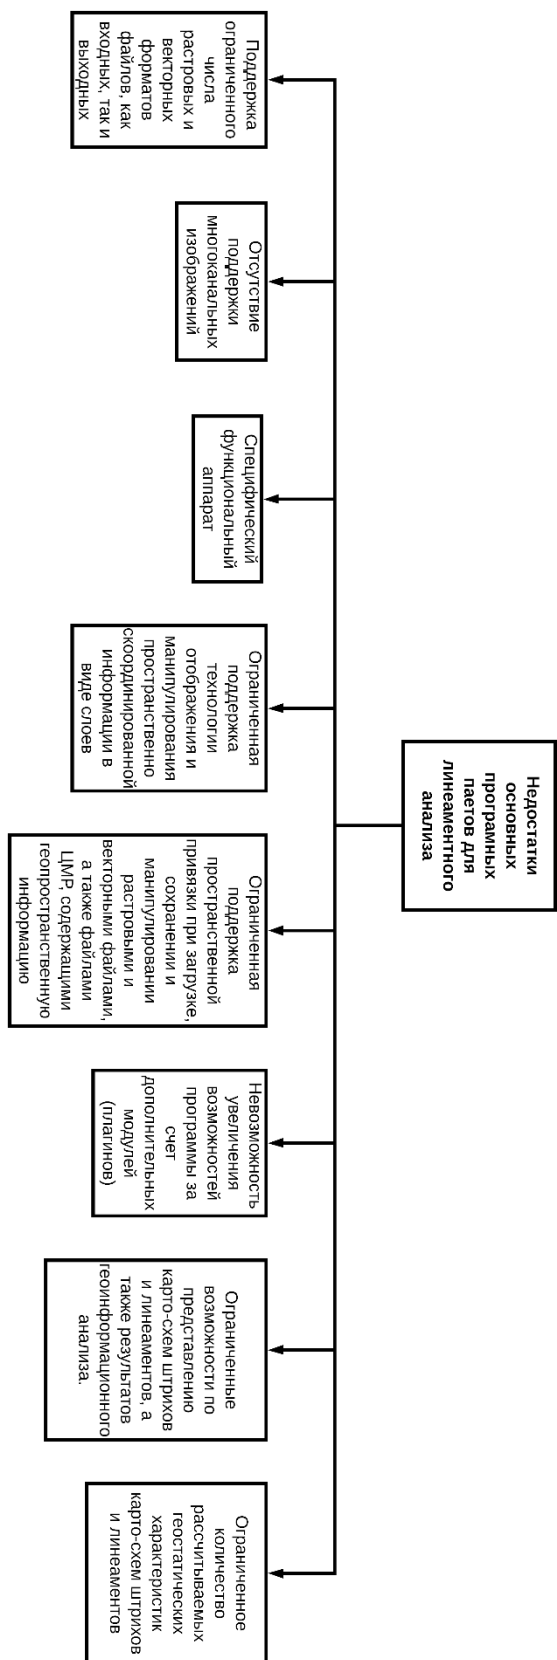 Недостатки
основных
програмных
паетов для
линеаментного
анализа
Поддержка
ограниченного
числа
растровых и
векторных
форматов
файлов, как
входных, так и
выходных
Отсутствие
поддержки
многоканальных
изображений
Специфический
функциональный
аппарат
Ограниченная
поддержка
технологии
отображения и
манипулирования
пространственно
скоординированной
информации в
виде слоев
Ограниченная
поддержка
пространственной
привязки при загрузке,
сохранении и
манипулировании
растровыми и
векторными файлами,
а также файлами
ЦМР, содержащими
геопространственную
информацию
Невозможность
увеличения
возможностей
программы за
счет
дополнительных
модулей
(плагинов)
Ограниченные
возможности по
представлению
карто-схем штрихов
и линеаментов, а
также результатов
геоинформационного
анализа.
Ограниченное
количество
рассчитываемых
геостатических
характеристик
карто-схем штрихов
и линеаментов